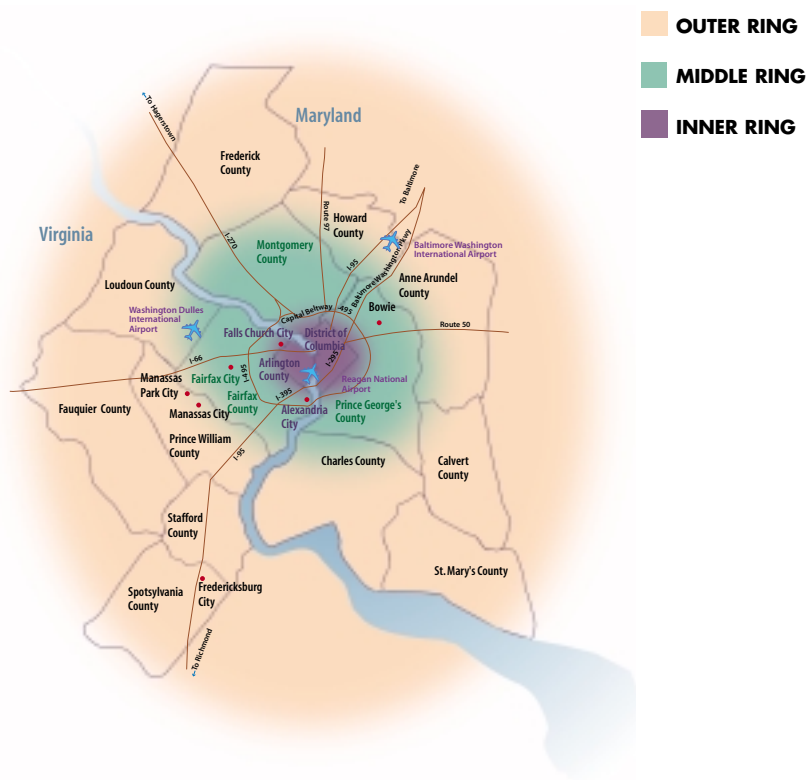 OUTER RING
MIDDLE RING
INNER RING
To Hagerstown
Maryland
Frederick
County
To Baltimore
Route 97
Howard
County
Virginia
I-270
Montgomery
County
Baltimore Washington
International Airport
I-95
Baltimore Washington Pkwy
Loudoun County
Anne Arundel
County
Washington Dulles
International
Airport
Capital Beltway
-495
Bowie
Route 50
Falls Church City
District of
Columbia
I-66
Arlington
County
I-295
I-495
Fairfax City
Reagan National
Airport
Manassas
Park City
Fairfax
County
I-395
Fauquier County
Manassas City
Alexandria
City
Prince George's
County
Prince William
County
I-95
Charles County
Calvert
County
Stafford
County
St. Mary's County
Spotsylvania
County
Fredericksburg
City
To Richmond